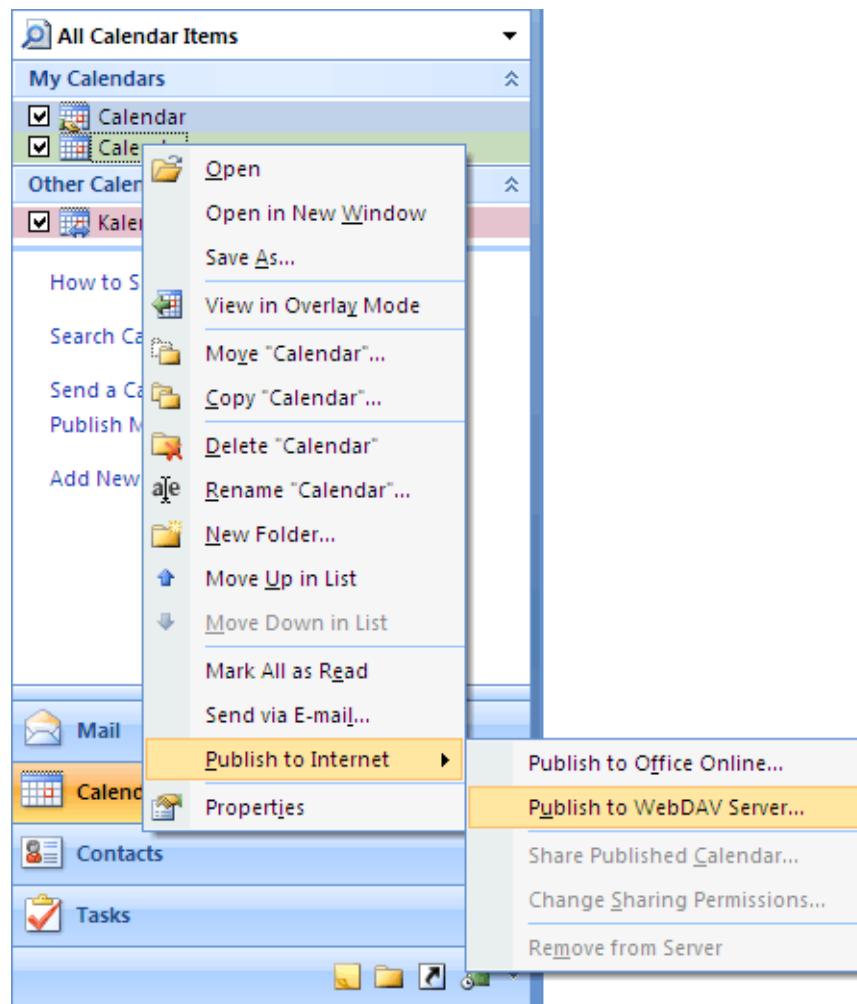 All Calendar Items
My Calendars
Calendar
Cale
Other Caler
Kaler
How to S
Search Ca
Send a Ca
Publish M
Add New
Open
Open in New Window
Save As...
View in Overlay Mode
Move "Calendar"...
Copy "Calendar"...
Delete "Calendar"
Rename "Calendar"...
New Folder...
Move Up in List
Move Down in List
Mark All as Read
Send via E-mail...
Publish to Internet
Properties
Publish to Office Online...
Publish to WebDAV Server...
Share Published Calendar...
Change Sharing Permissions...
Remove from Server
Mail
Calend
Contacts
Tasks